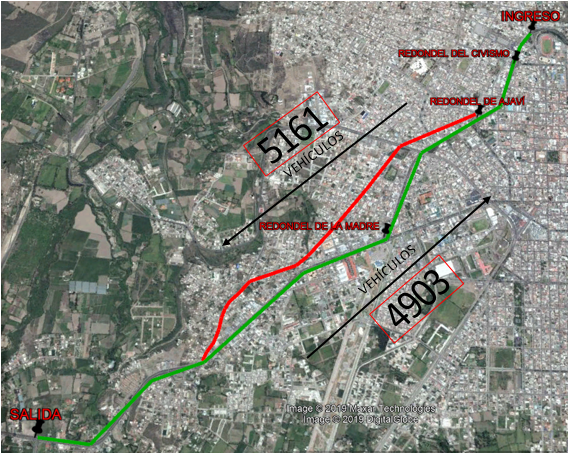 INGRESO
REDONDEL DEL CIVISMO
REDONDEL DE AJAVÍ
5161
VEHÍCULOS
REDONDEL DE LA MADRE
VEHÍCULOS
4903
SALIDA
Image © 2019 Maxar Technologies
Image © 2019 DigitalGlobe